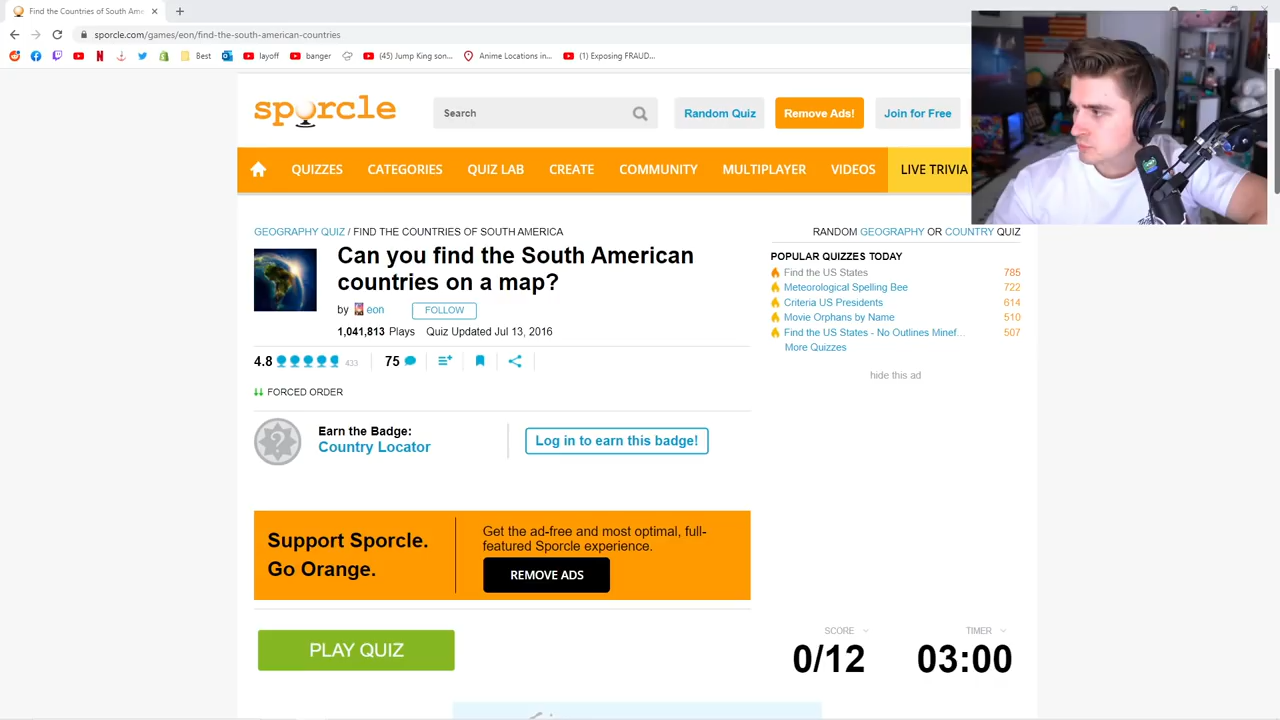 Find the Countries of South Ame
sporcle.com/games/eon/find-the-south-american-countries
Best layoff banger (45) Jump King son... Anime Locations in... (1) Exposing FRAUD...
sporcle Search Random Quiz Remove Ads! Join for Free
QUIZZES CATEGORIES QUIZ LAB CREATE COMMUNITY MULTIPLAYER VIDEOS LIVE TRIVIA
GEOGRAPHY QUIZ / FIND THE COUNTRIES OF SOUTH AMERICA
Can you find the South American
countries on a map?
by eon FOLLOW
1,041,813 Plays Quiz Updated Jul 13, 2016
4.8 433 75
FORCED ORDER
Earn the Badge:
Country Locator
Log in to earn this badge!
RANDOM GEOGRAPHY OR COUNTRY QUIZ
POPULAR QUIZZES TODAY
Find the US States 785
Meteorological Spelling Bee 722
Criteria US Presidents 614
Movie Orphans by Name 510
Find the US States - No Outlines Minef... 507
More Quizzes
hide this ad
Support Sporcle.
Go Orange.
Get the ad-free and most optimal, full-
featured Sporcle experience.
REMOVE ADS
PLAY QUIZ
SCORE TIMER
0/12 03:00